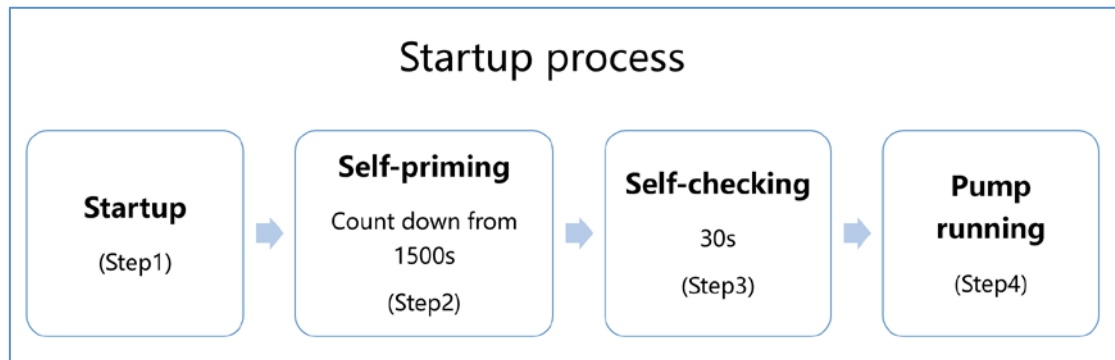 Startup process
Startup
(Step1)
Self-priming
Count down from
1500s
(Step2)
Self-checking
30s
(Step3)
Pump
running
(Step4)